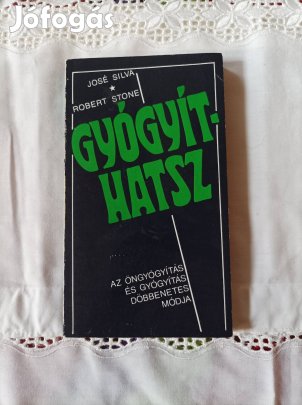 Jófogás
JOSÉ SILVA
★
ROBERT STONE
GYÓGYÍT-
HATSZ
AZ ÖNGYÓGYÍTÁS
ÉS GYÓGYÍTÁS
DÖBBENETES
MÓDJA